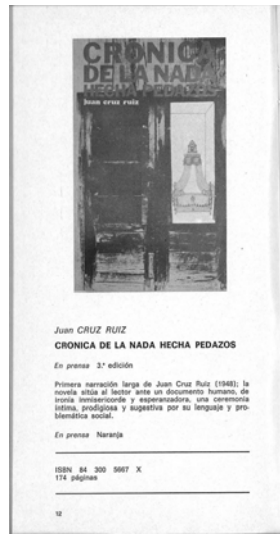 CRONICA
DE LA NADA
HECHA PEDAZOS
juan cruz ruiz
Juan CRUZ RUIZ
CRONICA DE LA NADA HECHA PEDAZOS
En prensa 3.ª edición
Primera narración larga de Juan Cruz Ruiz (1948); la
novela sitúa al lector ante un documento humano, de
ironía inmisericorde y esperanzadora, una ceremonia
íntima, prodigiosa y sugestiva por su lenguaje y pro-
blemática social.
En prensa Naranja
ISBN 84 300 5667 X
174 páginas
12